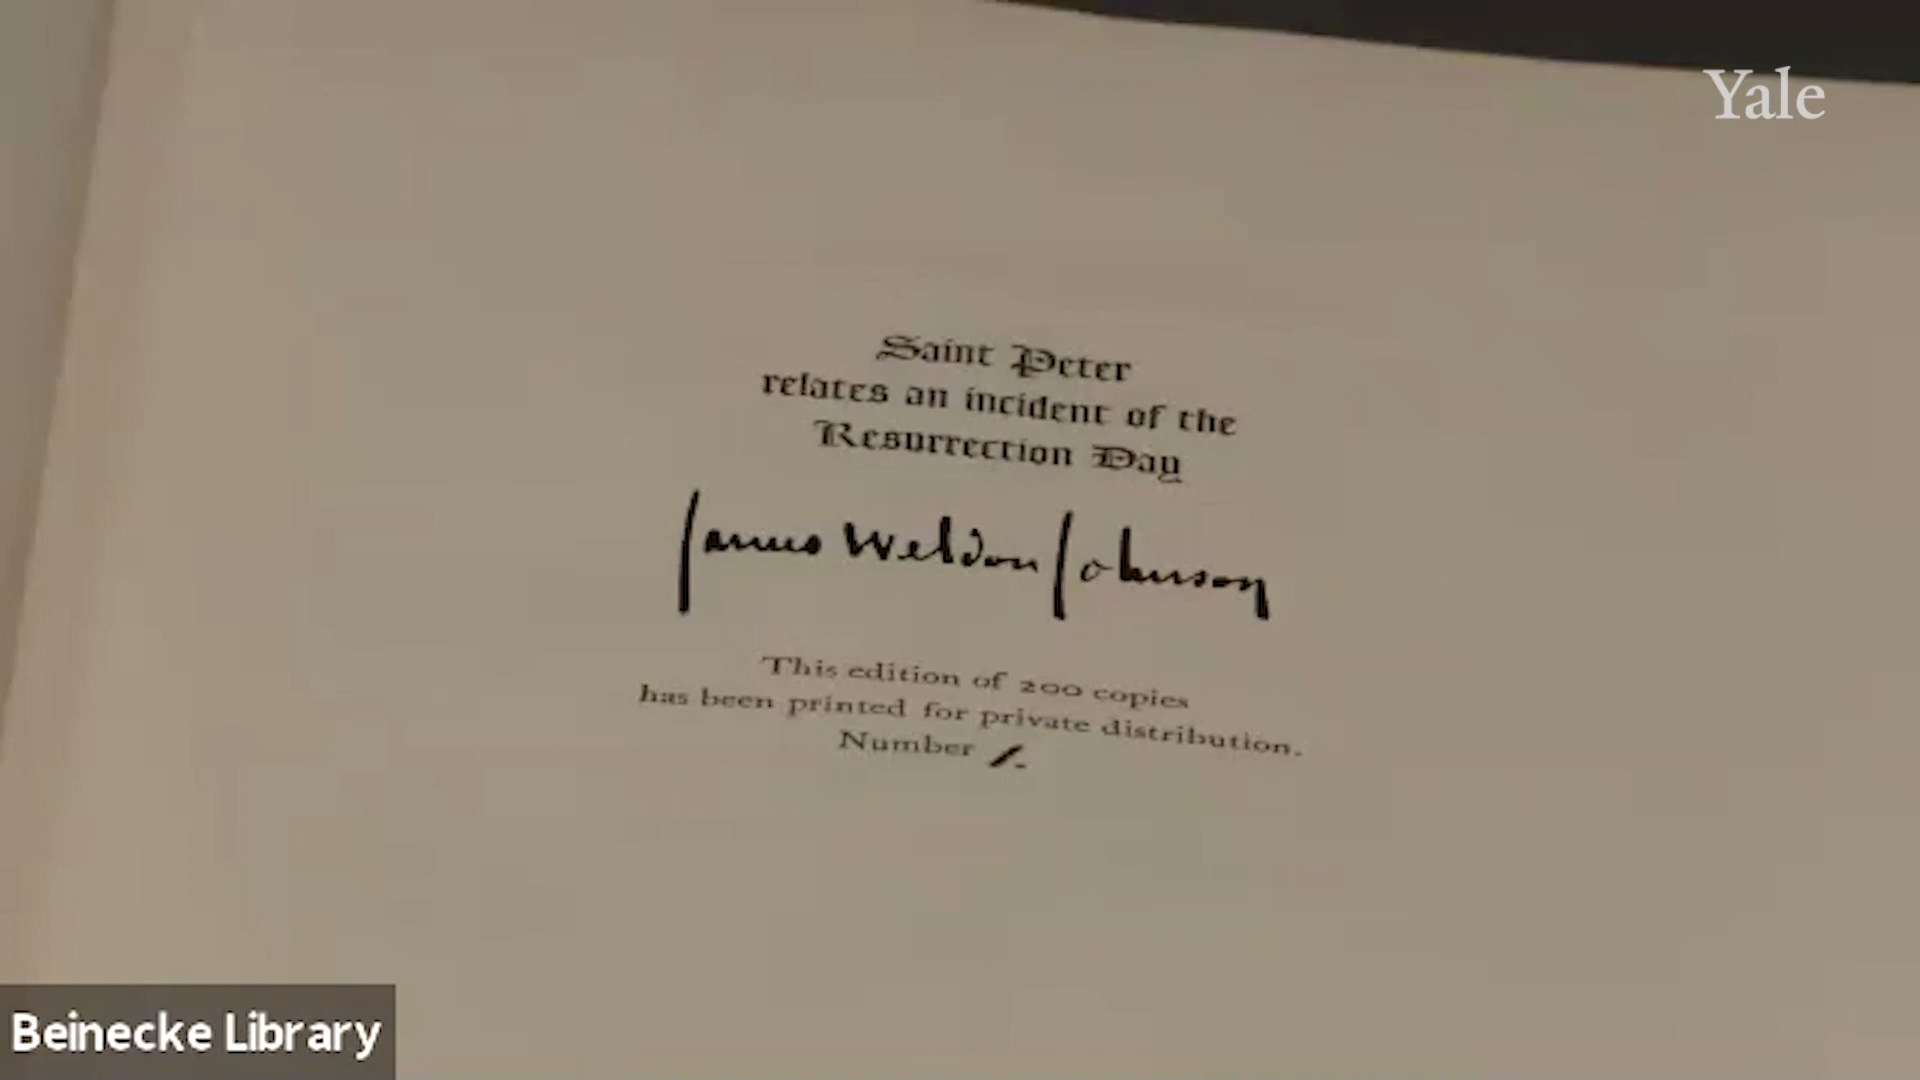 Yale
Saint Peter
relates an incident of the
Resurrection Day
James Weldon Johnson
This edition of 200 copies
has been printed for private distribution.
Number 1.
Beinecke Library